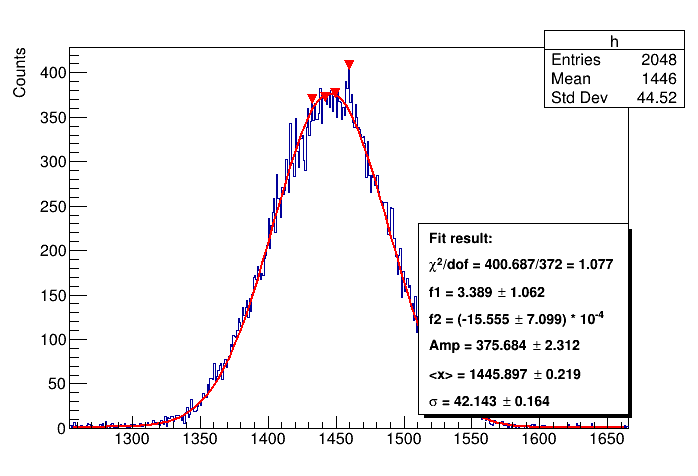 h
Entries 2048
Mean 1446
Std Dev 44.52
Counts
400
350
300
250
200
150
100
50
0
Fit result:
χ²/dof = 400.687/372 = 1.077
f1 = 3.389 ± 1.062
f2 = (-15.555 ± 7.099) * 10⁻⁴
Amp = 375.684 ± 2.312
<x> = 1445.897 ± 0.219
σ = 42.143 ± 0.164
1300 1350 1400 1450 1500 1550 1600 1650